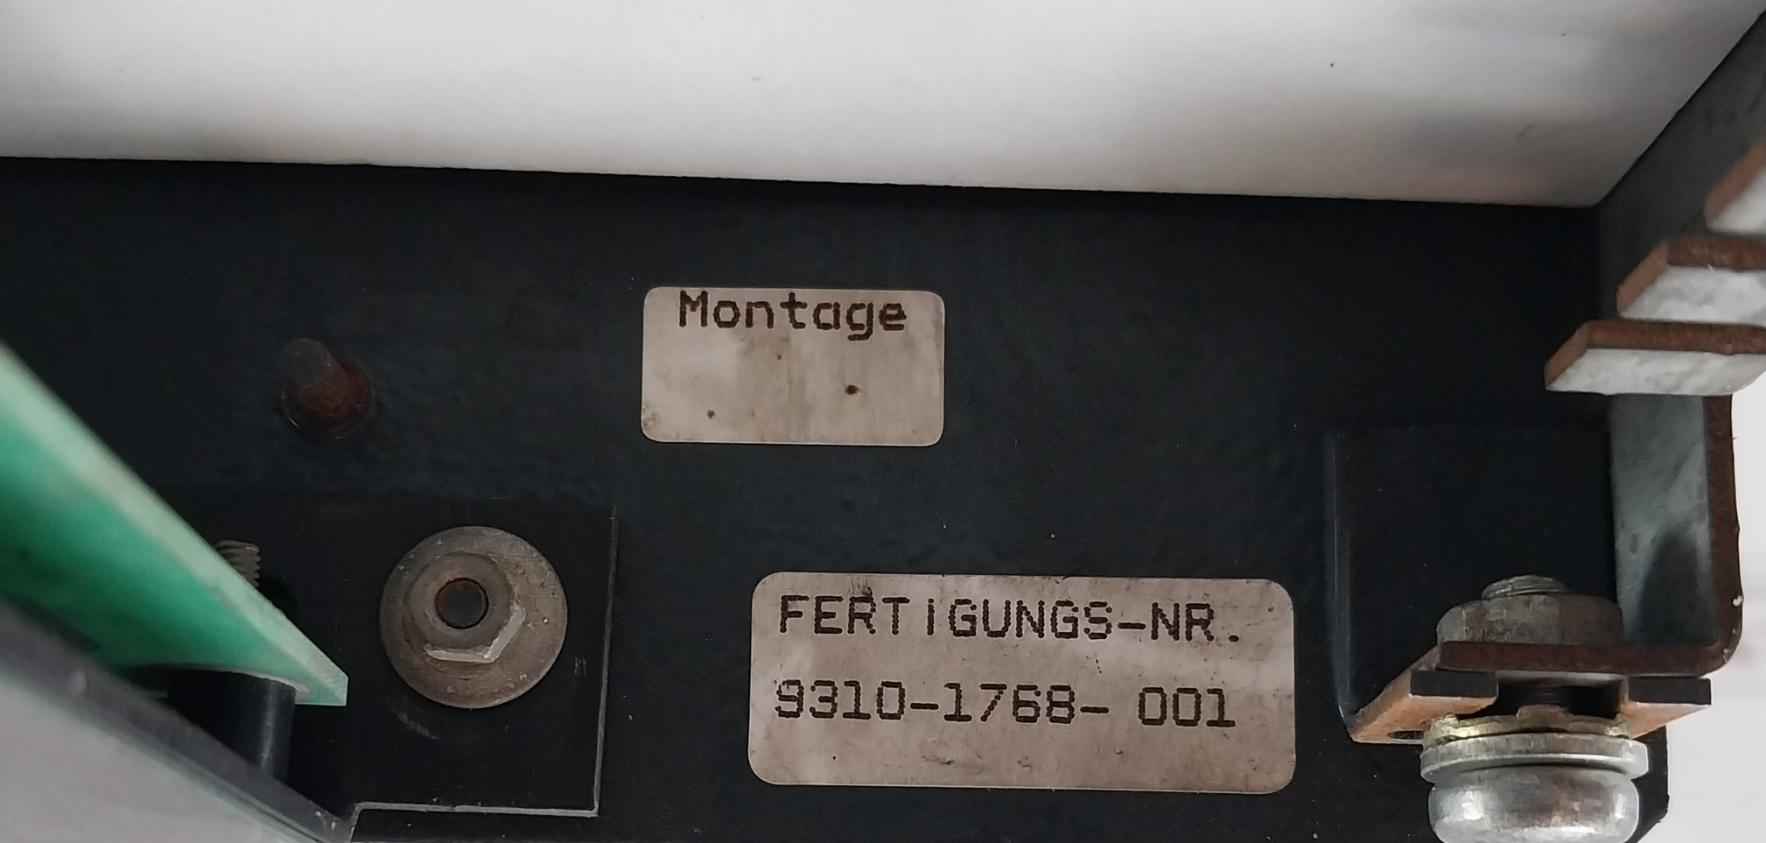 Montage
FERTiGUNGS-NR.
9310-1768- 001